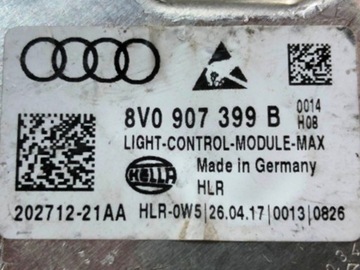 8V0 907 399 B
0014
H08
LIGHT-CONTROL-MODULE-MAX
Made in Germany
HELLA
HLR
202712-21AA HLR-0W5|26.04.17|0013|0826